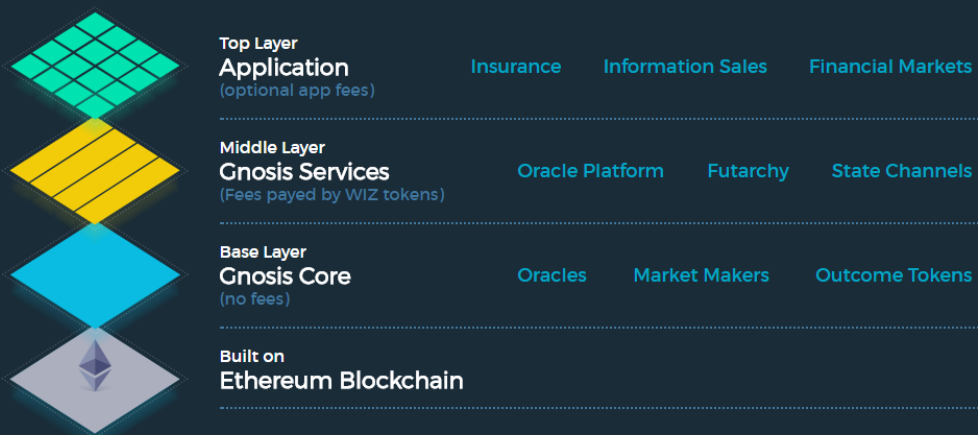 Top Layer
Application Insurance Information Sales Financial Markets
(optional app fees)
Middle Layer
Gnosis Services Oracle Platform Futarchy State Channels
(Fees payed by WIZ tokens)
Base Layer
Gnosis Core Oracles Market Makers Outcome Tokens
(no fees)
Built on
Ethereum Blockchain